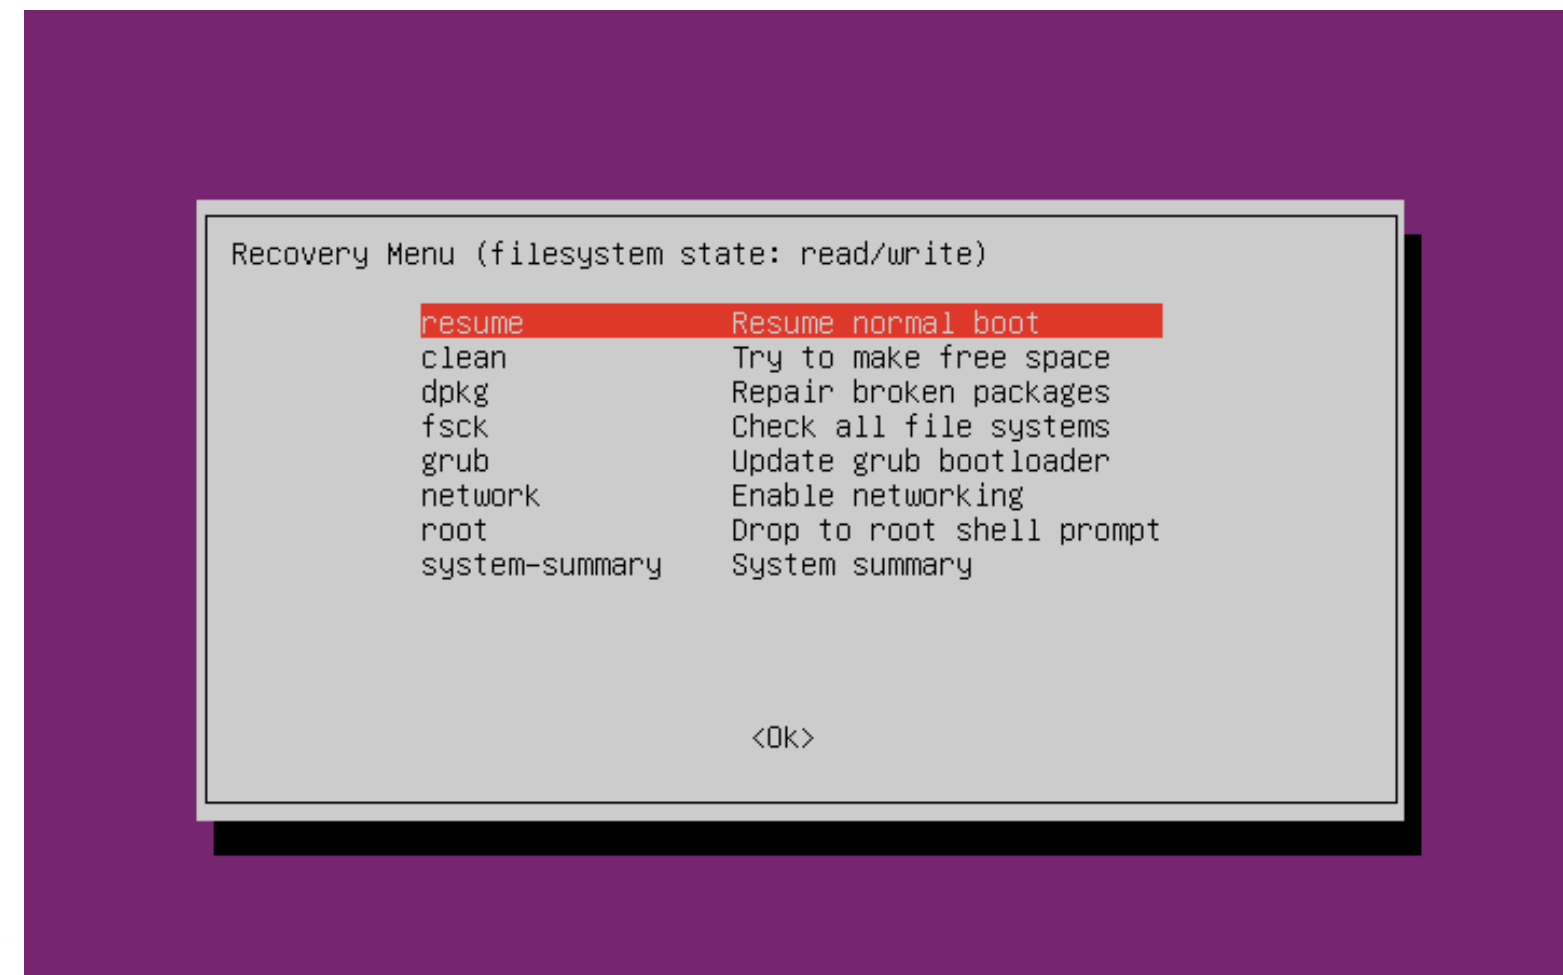 Recovery Menu (filesystem state: read/write)
resume Resume normal boot
clean Try to make free space
dpkg Repair broken packages
fsck Check all file systems
grub Update grub bootloader
network Enable networking
root Drop to root shell prompt
system-summary System summary
<Ok>